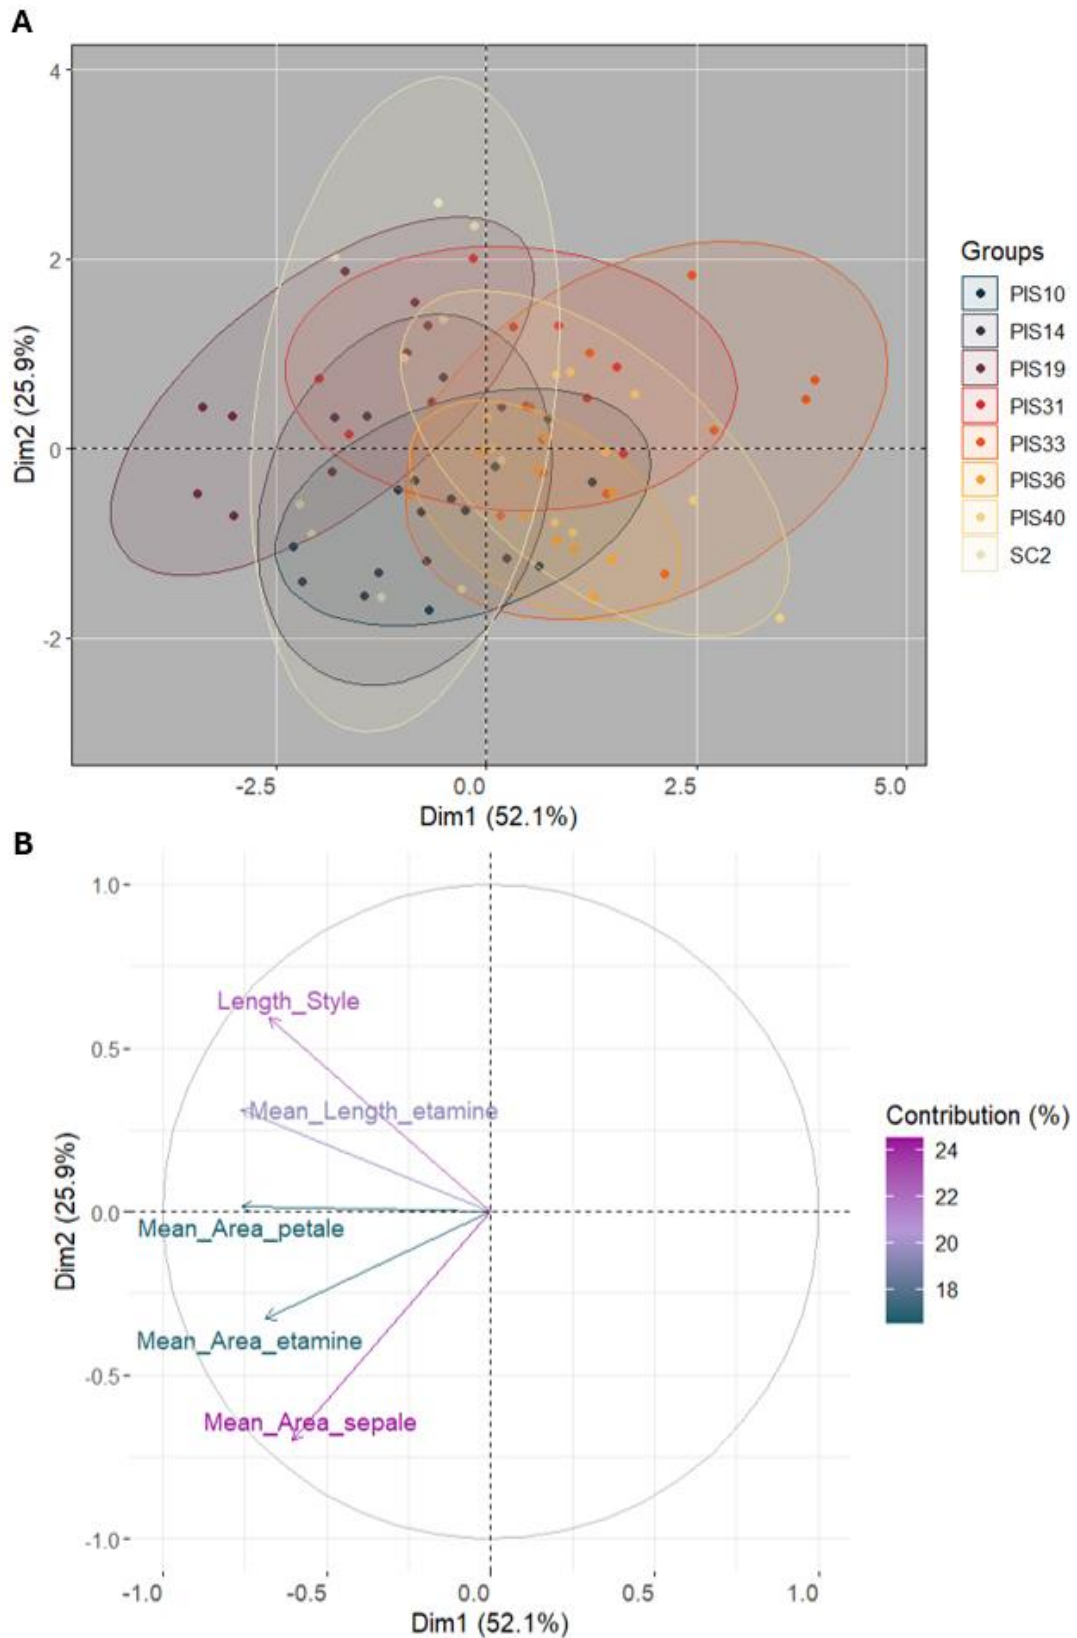 A
4
2
0
-2
Dim2 (25.9%)
-2.5
0.0
2.5
5.0
Dim1 (52.1%)
Groups
PIS10
PIS14
PIS19
PIS31
PIS33
PIS36
PIS40
SC2
B
1.0
0.5
0.0
-0.5
-1.0
Dim2 (25.9%)
Length_Style
Mean_Length_etamine
Mean_Area_petale
Mean_Area_etamine
Mean_Area_sepale
-1.0
-0.5
0.0
0.5
1.0
Dim1 (52.1%)
Contribution (%)
24
22
20
18